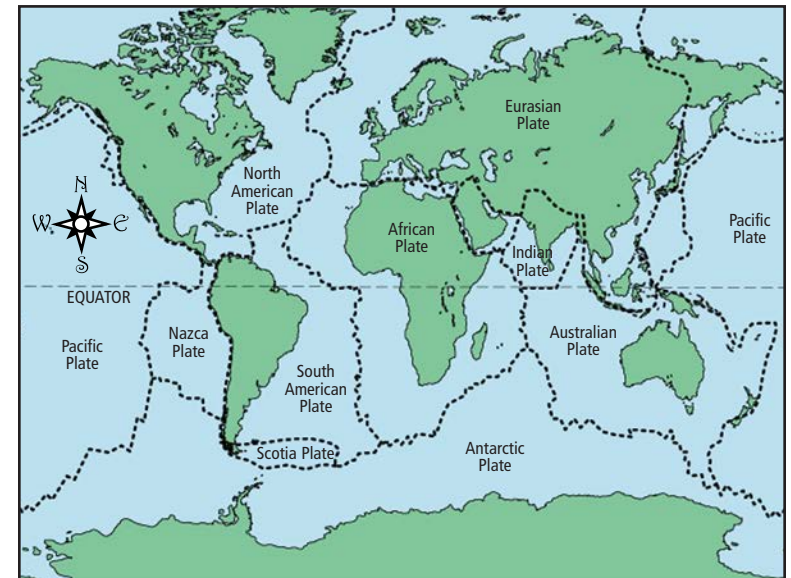 Eurasian
Plate
North
American
Plate
N
W
E
S
African
Plate
Indian
Plate
Pacific
Plate
EQUATOR
Pacific
Plate
Nazca
Plate
South
American
Plate
Australian
Plate
Scotia Plate
Antarctic
Plate